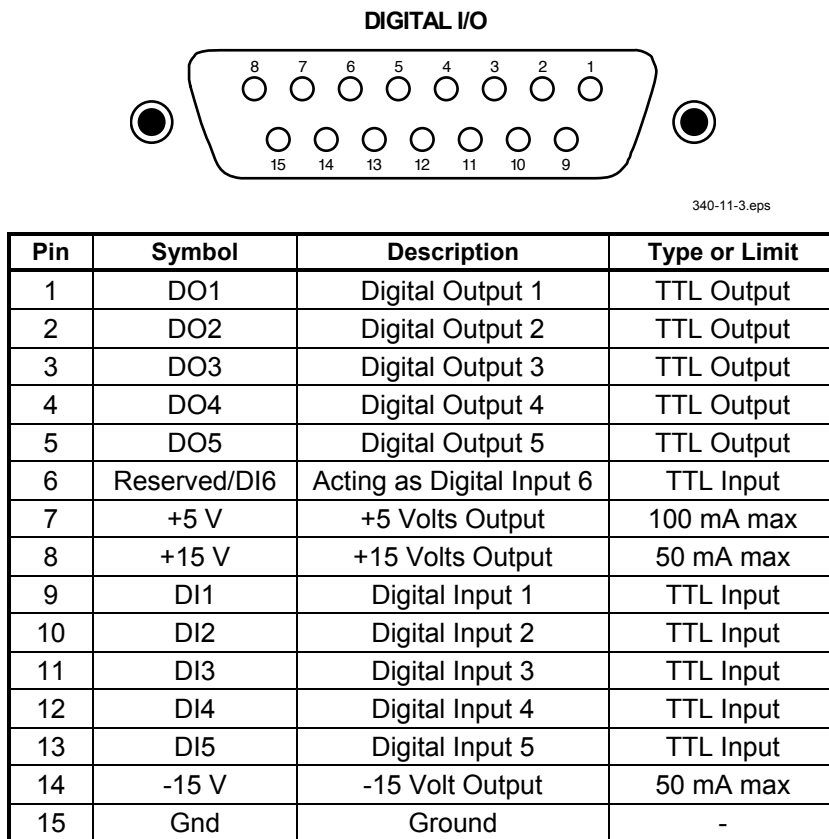 DIGITAL I/O
8 7 6 5 4 3 2 1
15 14 13 12 11 10 9
340-11-3.eps
Pin Symbol Description Type or Limit
1 DO1 Digital Output 1 TTL Output
2 DO2 Digital Output 2 TTL Output
3 DO3 Digital Output 3 TTL Output
4 DO4 Digital Output 4 TTL Output
5 DO5 Digital Output 5 TTL Output
6 Reserved/DI6 Acting as Digital Input 6 TTL Input
7 +5 V +5 Volts Output 100 mA max
8 +15 V +15 Volts Output 50 mA max
9 DI1 Digital Input 1 TTL Input
10 DI2 Digital Input 2 TTL Input
11 DI3 Digital Input 3 TTL Input
12 DI4 Digital Input 4 TTL Input
13 DI5 Digital Input 5 TTL Input
14 -15 V -15 Volt Output 50 mA max
15 Gnd Ground -